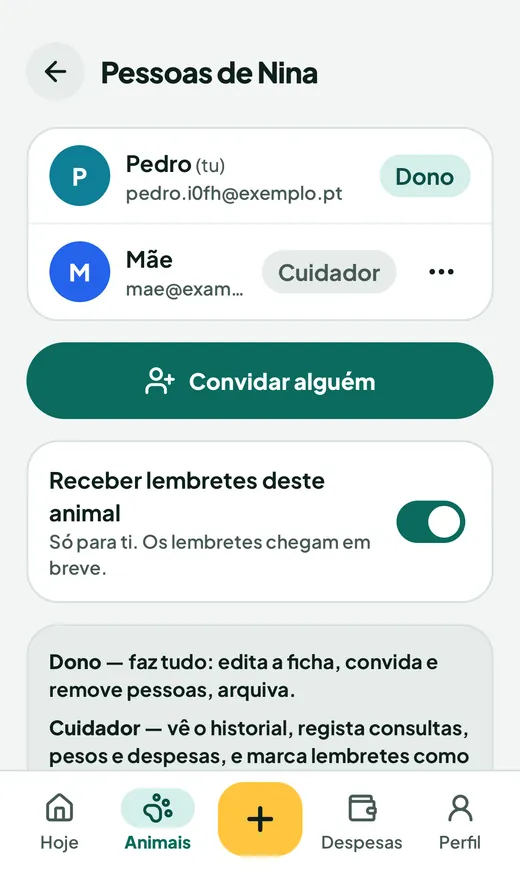 Pessoas de Nina
P
Pedro (tu)
pedro.i0fh@exemplo.pt
Dono
M
Mãe
mae@exam...
Cuidador
Convidar alguém
Receber lembretes deste
animal
Só para ti. Os lembretes chegam em
breve.
Dono — faz tudo: edita a ficha, convida e
remove pessoas, arquiva.
Cuidador — vê o historial, regista consultas,
pesos e despesas, e marca lembretes como
Hoje
Animais
Despesas
Perfil